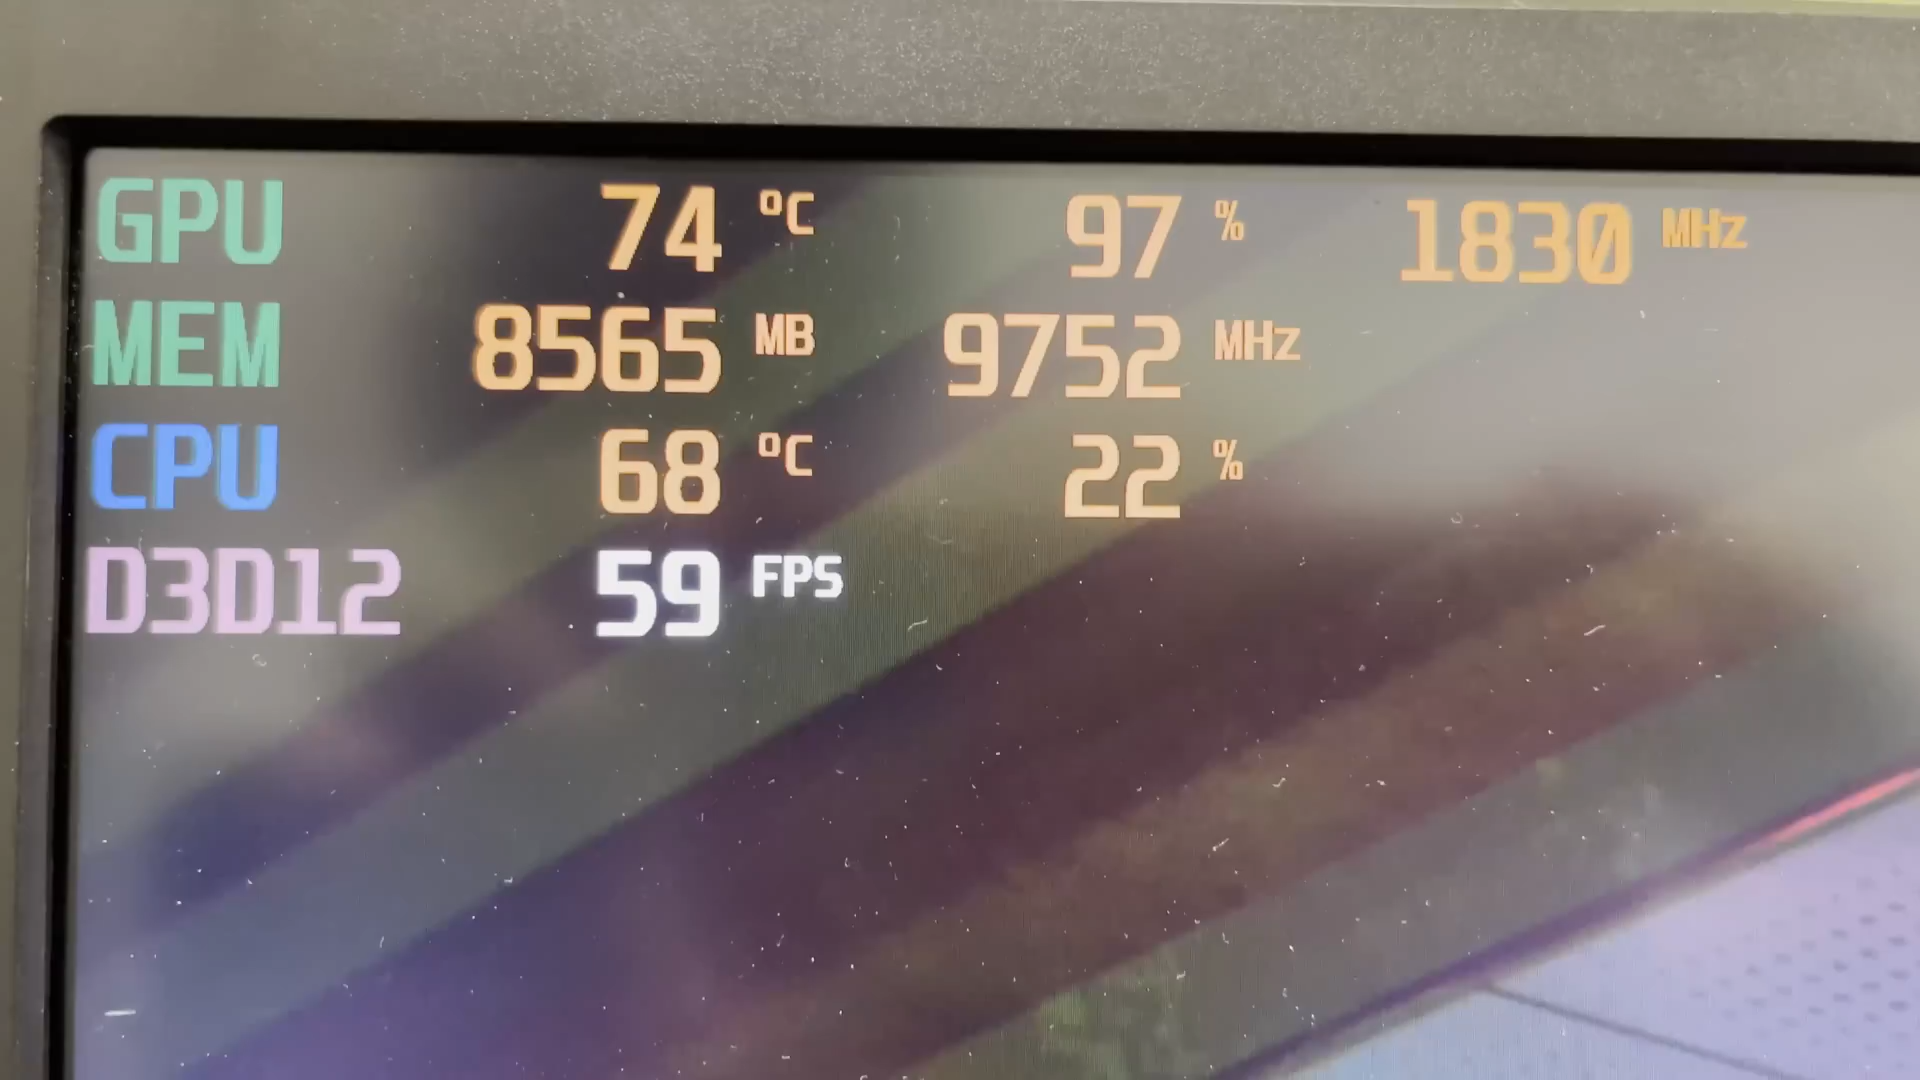 GPU 74 °C 97 % 1830 MHz
MEM 8565 MB 9752 MHz
CPU 68 °C 22 %
D3D12 59 FPS